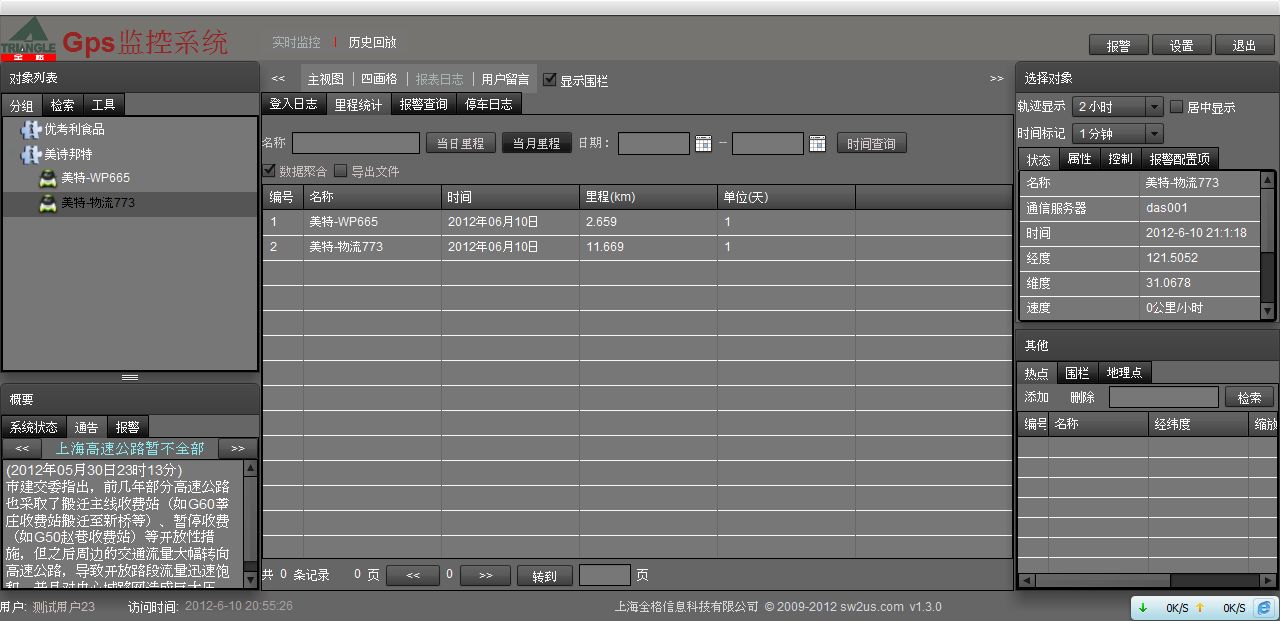 TRIANGLE 金格 Gps监控系统 实时监控 历史回放 报警 设置 退出
对象列表
分组 检索 工具
优考利食品
美诗邦特
美特-WP665
美特-物流773
概要
系统状态 通告 报警
<< 上海高速公路暂不全部 >>
(2012年05月30日23时13分)
市建交委指出，前几年部分高速公路
也采取了搬迁主线收费站（如G60莘
庄收费站搬迁至新桥等）、暂停收费
（如G50赵巷收费站）等开放性措
施，但之后周边的交通流量大幅转向
高速公路，导致开放路段流量迅速饱
<< 主视图 四画格 报表日志 用户留言 显示围栏 >>
登入日志 里程统计 报警查询 停车日志
名称 当日里程 当月里程 日期： -- 时间查询
数据聚合 导出文件
编号 名称 时间 里程(km) 单位(天)
1 美特-WP665 2012年06月10日 2.659 1
2 美特-物流773 2012年06月10日 11.669 1
共 0 条记录 0 页 << 0 >> 转到 页
选择对象
轨迹显示 2 小时 居中显示
时间标记 1 分钟
状态 属性 控制 报警配置项
名称 美特-物流773
通信服务器 das001
时间 2012-6-10 21:1:18
经度 121.5052
维度 31.0678
速度 0公里/小时
其他
热点 围栏 地理点
添加 删除 检索
编号 名称 经纬度 缩放
用户: 测试用户23 访问时间: 2012-6-10 20:55:26 上海全格信息科技有限公司 © 2009-2012 sw2us.com v1.3.0
0K/S 0K/S